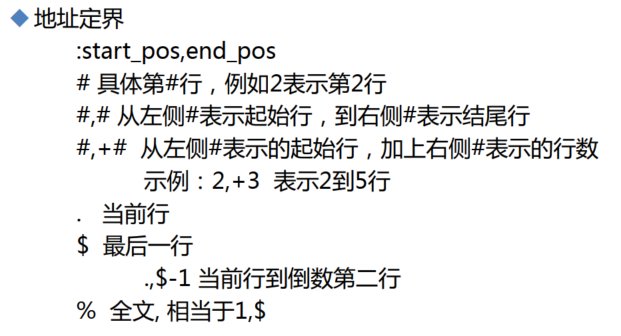 地址定界
:start_pos,end_pos
# 具体第#行，例如2表示第2行
#,# 从左侧#表示起始行，到右侧#表示结尾行
#,+# 从左侧#表示的起始行，加上右侧#表示的行数
示例：2,+3 表示2到5行
. 当前行
$ 最后一行
.,$-1 当前行到倒数第二行
% 全文, 相当于1,$